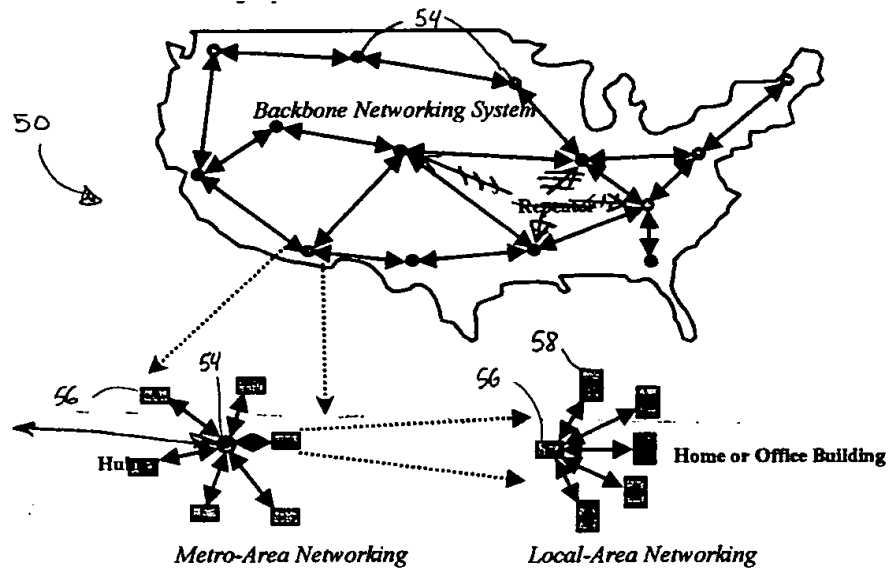 54
50
Backbone Networking System
Repeator
58
54
56
56
Home or Office Building
Metro-Area Networking
Local-Area Networking